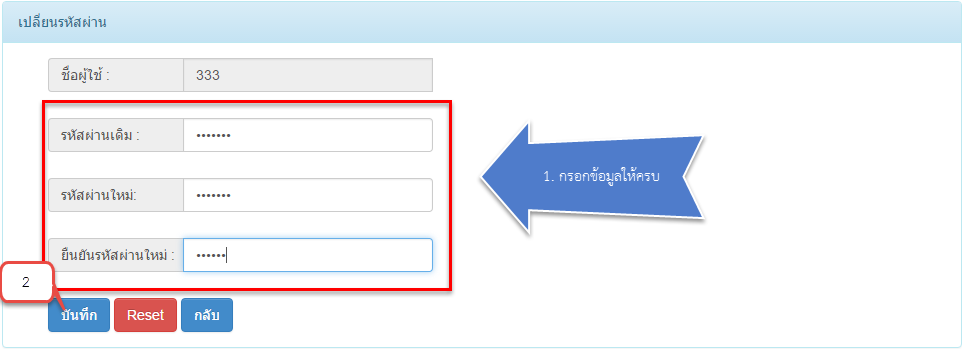 เปลี่ยนรหัสผ่าน
ชื่อผู้ใช้ : 333
รหัสผ่านเดิม : •••••••
1. กรอกข้อมูลให้ครบ
รหัสผ่านใหม่: •••••••
ยืนยันรหัสผ่านใหม่ : ••••••
2
บันทึก Reset กลับ